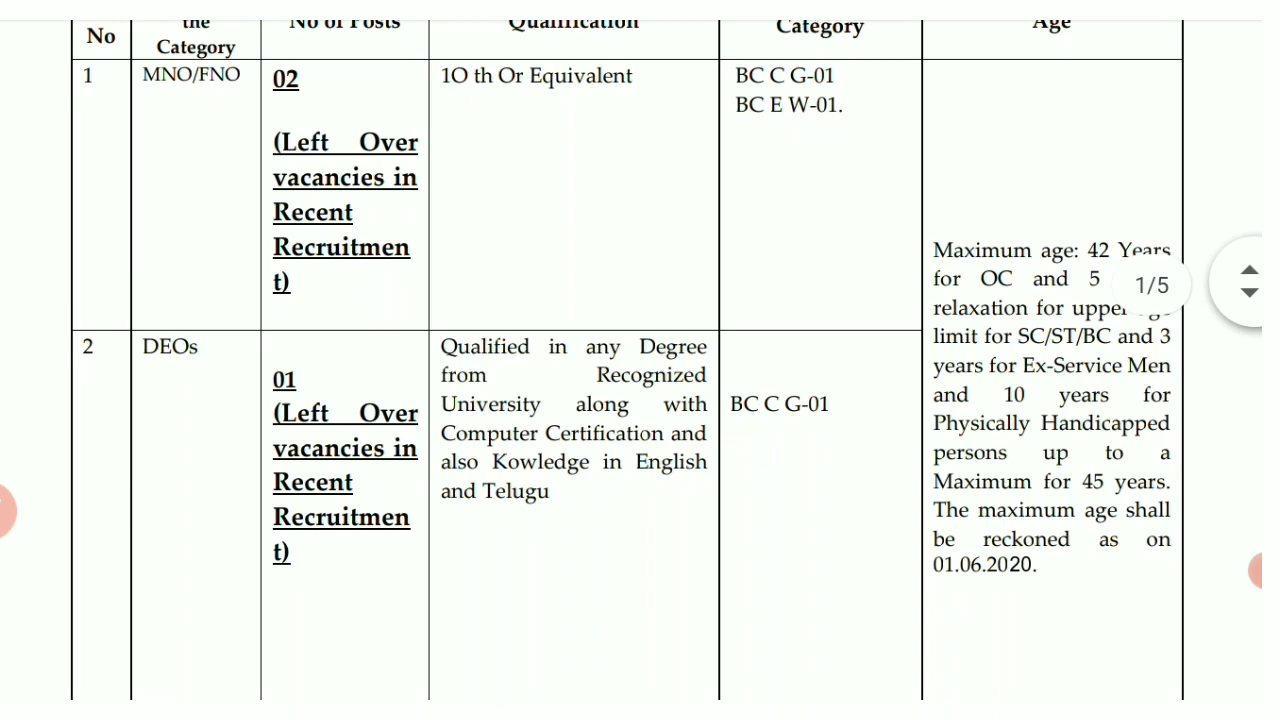 No
the
Category
No of Posts
Qualification
Category
Age
1
MNO/FNO
02
(Left Over
vacancies in
Recent
Recruitmen
t)
1O th Or Equivalent
BC C G-01
BC E W-01.
2
DEOs
01
(Left Over
vacancies in
Recent
Recruitmen
t)
Qualified in any Degree
from Recognized
University along with
Computer Certification and
also Kowledge in English
and Telugu
BC C G-01
Maximum age: 42 Years
for OC and 5
relaxation for upper
limit for SC/ST/BC and 3
years for Ex-Service Men
and 10 years for
Physically Handicapped
persons up to a
Maximum for 45 years.
The maximum age shall
be reckoned as on
01.06.2020.
1/5